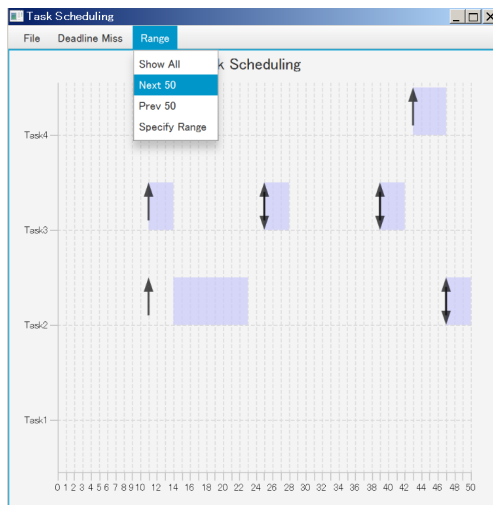 Task Scheduling
File Deadline Miss Range
Show All
Next 50
Prev 50
Specify Range
k Scheduling
Task4
Task3
Task2
Task1
0 1 2 3 4 5 6 7 8 9 10 12 14 16 18 20 22 24 26 28 30 32 34 36 38 40 42 44 46 48 50